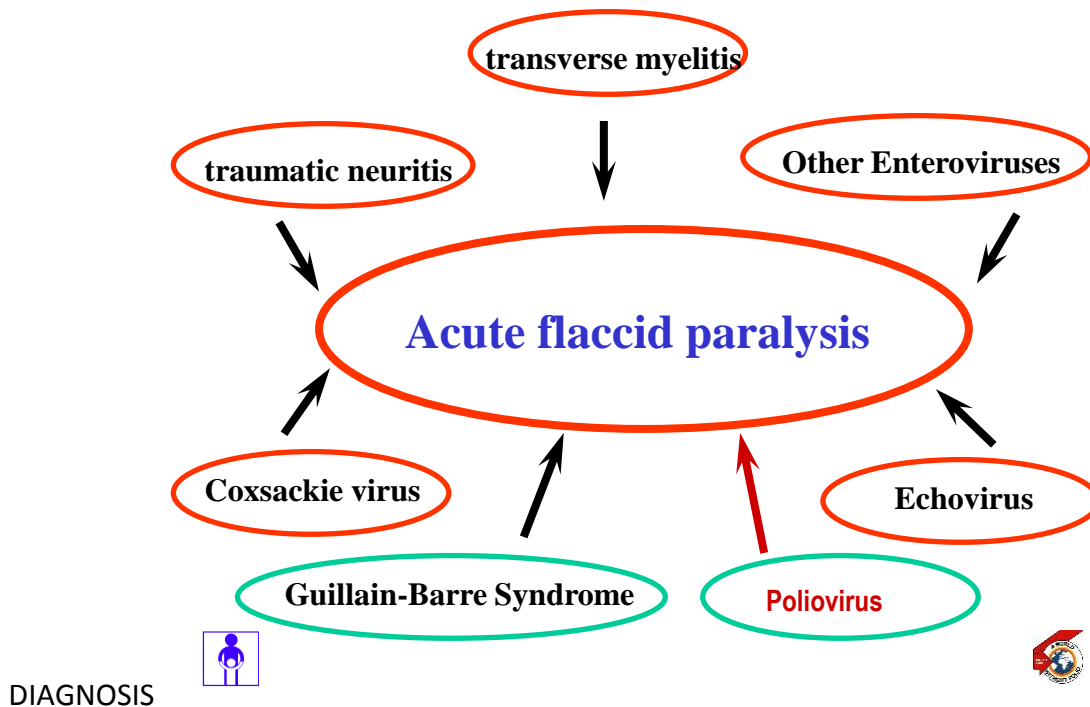 transverse myelitis
traumatic neuritis
Other Enteroviruses
Acute flaccid paralysis
Coxsackie virus
Echovirus
Guillain-Barre Syndrome
Poliovirus
DIAGNOSIS